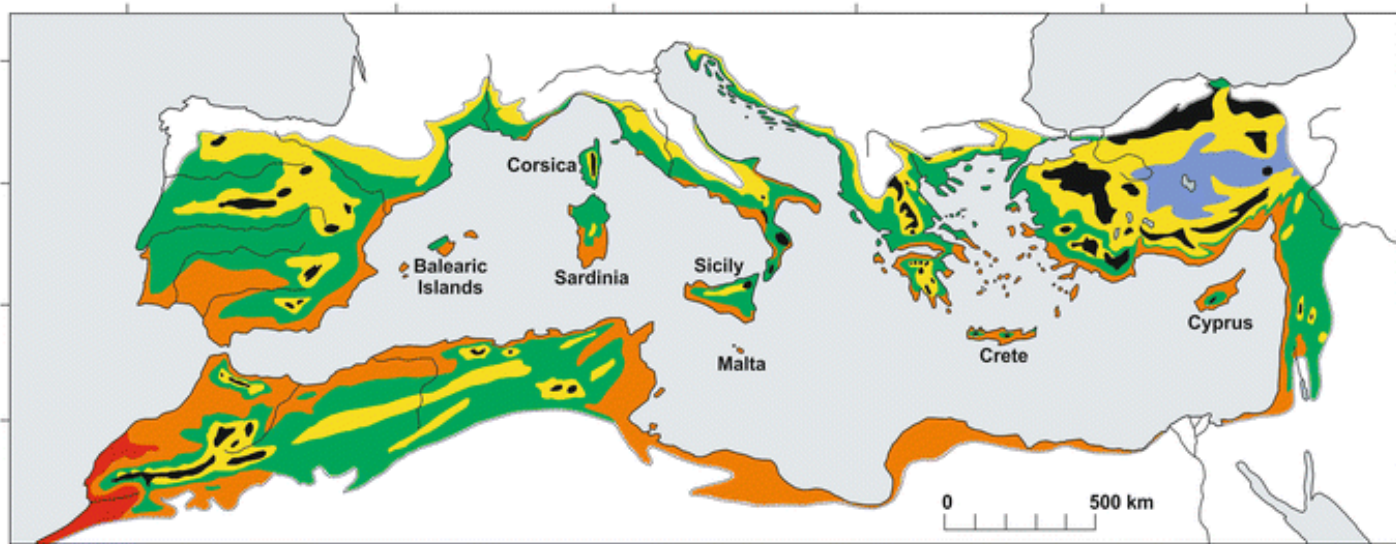 Corsica
Balearic
Islands
Sardinia
Sicily
Malta
Crete
Cyprus
0 500 km